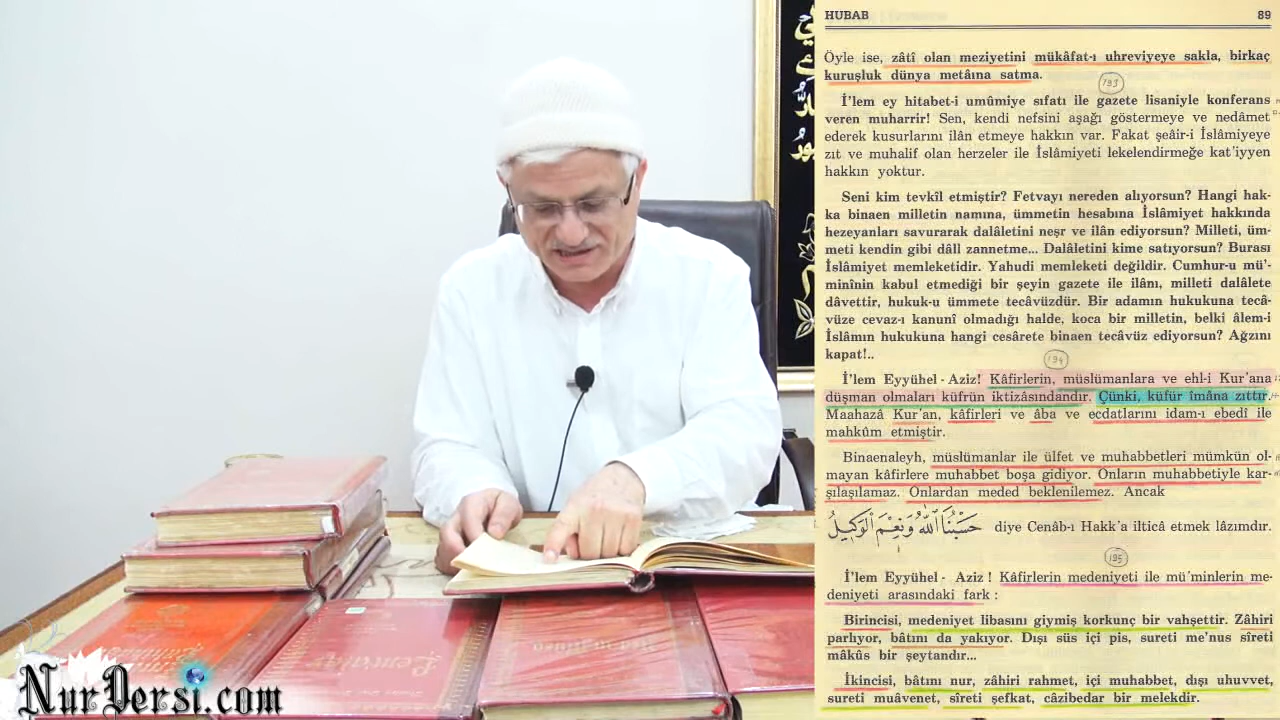 HUBAB 89
Öyle ise, zâtî olan meziyetini mükâfat-ı uhreviyeye sakla, birkaç
kuruşluk dünya metâına satma.
193
İ'lem ey hitabet-i umûmiye sıfatı ile gazete lisaniyle konferans
veren muharrir! Sen, kendi nefsini aşağı göstermeye ve nedâmet
ederek kusurlarını ilân etmeye hakkın var. Fakat şeâir-i İslâmiyeye
zıt ve muhalif olan herzeler ile İslâmiyeti lekelendirmeğe kat'iyyen
hakkın yoktur.
Seni kim tevkîl etmiştir? Fetvayı nereden alıyorsun? Hangi hak-
ka binaen milletin namına, ümmetin hesabına İslâmiyet hakkında
hezeyanları savurarak dalâletini neşr ve ilân ediyorsun? Milleti, üm-
meti kendin gibi dâll zannetme... Dalâletini kime satıyorsun? Burası
İslâmiyet memleketidir. Yahudi memleketi değildir. Cumhur-u mü'-
minînin kabul etmediği bir şeyin gazete ile ilânı, milleti dalâlete
dâvettir, hukuk-u ümmete tecâvüzdür. Bir adamın hukukuna tecâ-
vüze cevaz-ı kanunî olmadığı halde, koca bir milletin, belki âlem-i
İslâmın hukukuna hangi cesârete binaen tecâvüz ediyorsun? Ağzını
kapat!..
194
İ'lem Eyyühel - Aziz! Kâfirlerin, müslümanlara ve ehl-i Kur'ana
düşman olmaları küfrün iktizâsındandır. Çünki, küfür îmâna zıttır.
Maahazâ Kur'an, kâfirleri ve âba ve ecdatlarını idam-ı ebedî ile
mahkûm etmiştir.
Binaenaleyh, müslümanlar ile ülfet ve muhabbetleri mümkün ol-
mayan kâfirlere muhabbet boşa gidiyor. Onların muhabbetiyle kar-
şılaşılamaz. Onlardan meded beklenilemez. Ancak
حَسْبُنَا اللّٰهُ وَنِعْمَ الْوَكِيلُ diye Cenâb-ı Hakk'a ilticâ etmek lâzımdır.
195
İ'lem Eyyühel - Aziz ! Kâfirlerin medeniyeti ile mü'minlerin me-
deniyeti arasındaki fark :
Birincisi, medeniyet libasını giymiş korkunç bir vahşettir. Zâhiri
parlıyor, bâtını da yakıyor. Dışı süs içi pis, sureti me'nus sîreti
mâkûs bir şeytandır...
İkincisi, bâtını nur, zâhiri rahmet, içi muhabbet, dışı uhuvvet,
sureti muâvenet, sîreti şefkat, câzibedar bir melekdir.
Lem'alar
NurDersi.com